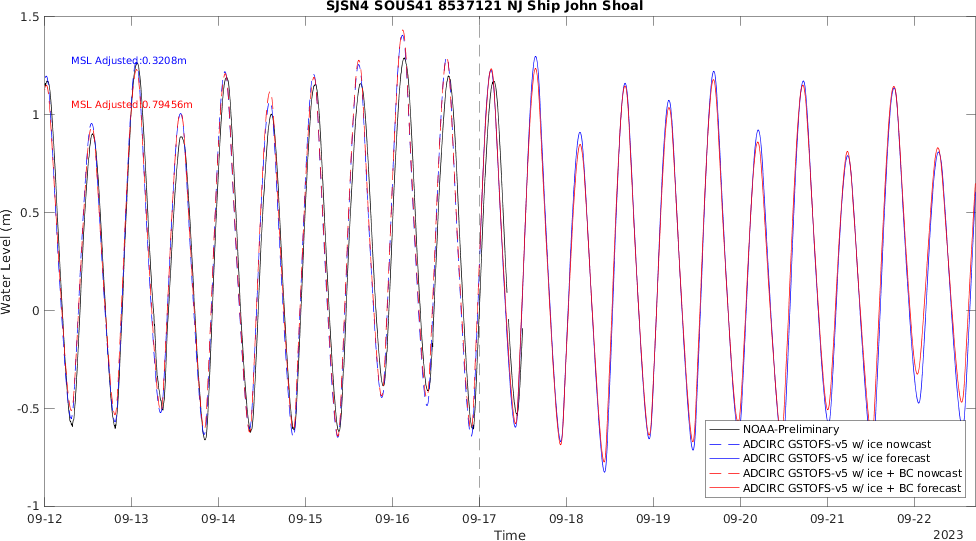 SJSN4 SOUS41 8537121 NJ Ship John Shoal
MSL Adjusted:0.3208m
MSL Adjusted:0.79456m
Water Level (m)
1.5
1
0.5
0
-0.5
-1
NOAA-Preliminary
ADCIRC GSTOFS-v5 w/ ice nowcast
ADCIRC GSTOFS-v5 w/ ice forecast
ADCIRC GSTOFS-v5 w/ ice + BC nowcast
ADCIRC GSTOFS-v5 w/ ice + BC forecast
09-12 09-13 09-14 09-15 09-16 09-17 09-18 09-19 09-20 09-21 09-22
Time
2023